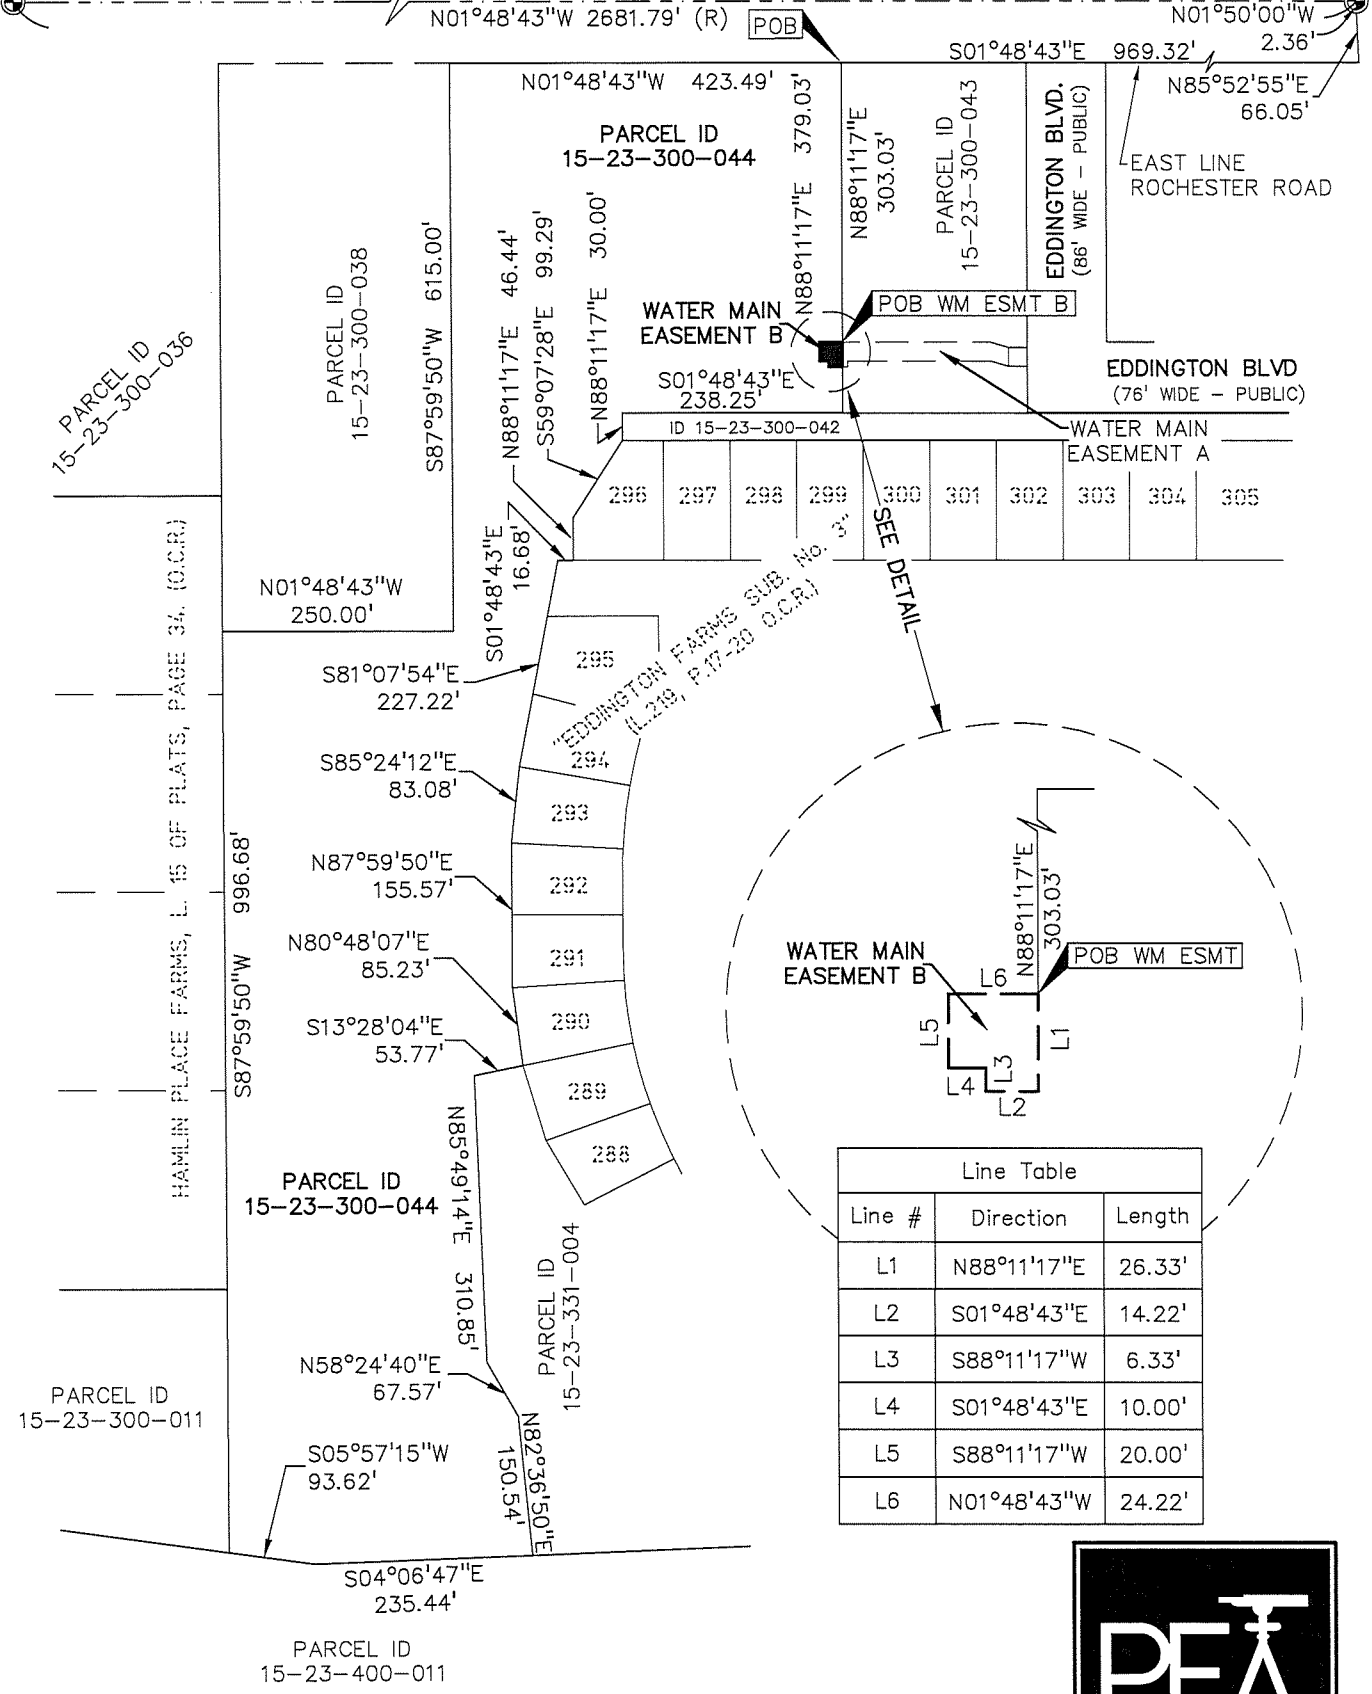 N01°48'43"W 2681.79' (R)
POB
N01°50'00"W
2.36'
S01°48'43"E 969.32'
N85°52'55"E
66.05'
N01°48'43"W 423.49'
PARCEL ID
15-23-300-044
N88°11'17"E 379.03'
N88°11'17"E
303.03'
PARCEL ID
15-23-300-043
EDDINGTON BLVD.
(86' WIDE - PUBLIC)
EAST LINE
ROCHESTER ROAD
PARCEL ID
15-23-300-036
PARCEL ID
15-23-300-038
S87°59'50"W 615.00'
N88°11'17"E 46.44'
S59°07'28"E 99.29'
N88°11'17"E 30.00'
WATER MAIN
EASEMENT B
POB WM ESMT B
S01°48'43"E
238.25'
EDDINGTON BLVD
(76' WIDE - PUBLIC)
ID 15-23-300-042
WATER MAIN
EASEMENT A
296
297
298
299
300
301
302
303
304
305
SEE DETAIL
S01°48'43"E
16.68'
N01°48'43"W
250.00'
HAMLIN PLACE FARMS, L. 15 OF PLATS, PAGE 34. (O.C.R.)
"EDDINGTON FARMS SUB. No. 3"
(L.219, P.17-20 O.C.R.)
295
S81°07'54"E
227.22'
294
S85°24'12"E
83.08'
293
N87°59'50"E
155.57'
292
S87°59'50"W 996.68'
N80°48'07"E
85.23'
291
S13°28'04"E
53.77'
290
289
288
N88°11'17"E
303.03'
WATER MAIN
EASEMENT B
POB WM ESMT
L6
L5
L1
L3
L4
L2
PARCEL ID
15-23-300-044
N85°49'14"E 310.85'
PARCEL ID
15-23-331-004
Line Table
Line # Direction Length
L1 N88°11'17"E 26.33'
L2 S01°48'43"E 14.22'
L3 S88°11'17"W 6.33'
L4 S01°48'43"E 10.00'
L5 S88°11'17"W 20.00'
L6 N01°48'43"W 24.22'
N58°24'40"E
67.57'
PARCEL ID
15-23-300-011
N82°36'50"E
150.54'
S05°57'15"W
93.62'
S04°06'47"E
235.44'
PARCEL ID
15-23-400-011
PEA